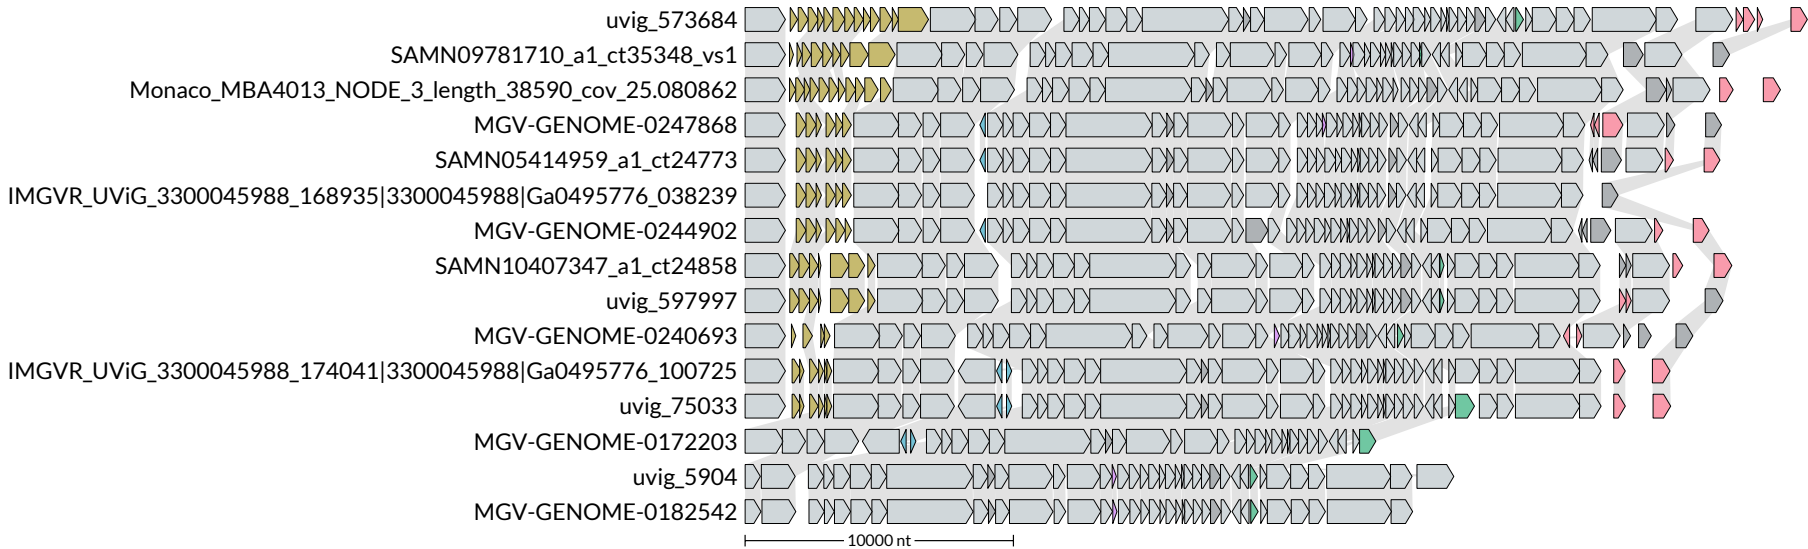 uvig_573684
SAMN09781710_a1_ct35348_vs1
Monaco_MBA4013_NODE_3_length_38590_cov_25.080862
MGV-GENOME-0247868
SAMN05414959_a1_ct24773
IMGVR_UViG_3300045988_168935|3300045988|Ga0495776_038239
MGV-GENOME-0244902
SAMN10407347_a1_ct24858
uvig_597997
MGV-GENOME-0240693
IMGVR_UViG_3300045988_174041|3300045988|Ga0495776_100725
uvig_75033
MGV-GENOME-0172203
uvig_5904
MGV-GENOME-0182542
10000 nt